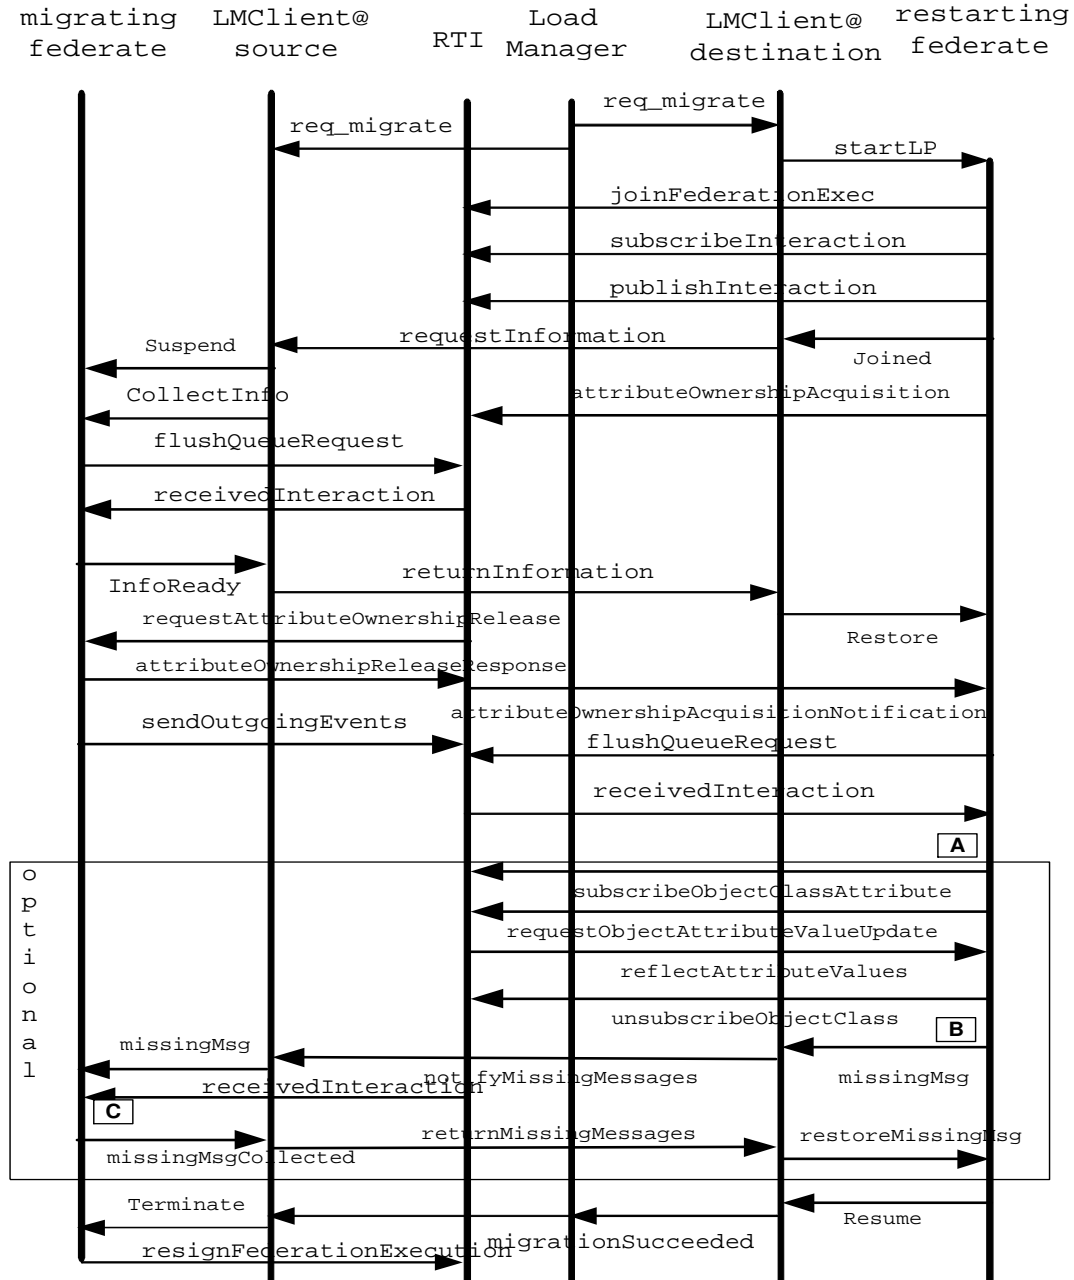 migrating
federate
LMClient@
source
RTI
Load
Manager
LMClient@
destination
restarting
federate
req_migrate
req_migrate
startLP
joinFederationExec
subscribeInteraction
publishInteraction
requestInformation
Suspend
Joined
CollectInfo
attributeOwnershipAcquisition
flushQueueRequest
receivedInteraction
returnInformation
InfoReady
requestAttributeOwnershipRelease
Restore
attributeOwnershipReleaseResponse
attributeOwnershipAcquisitionNotification
sendOutgoingEvents
flushQueueRequest
receivedInteraction
A
optional
subscribeObjectClassAttribute
requestObjectAttributeValueUpdate
reflectAttributeValues
unsubscribeObjectClass
B
missingMsg
notifyMissingMessages
missingMsg
receivedInteraction
C
returnMissingMessages
restoreMissingMsg
missingMsgCollected
Terminate
Resume
migrationSucceeded
resignFederationExecution